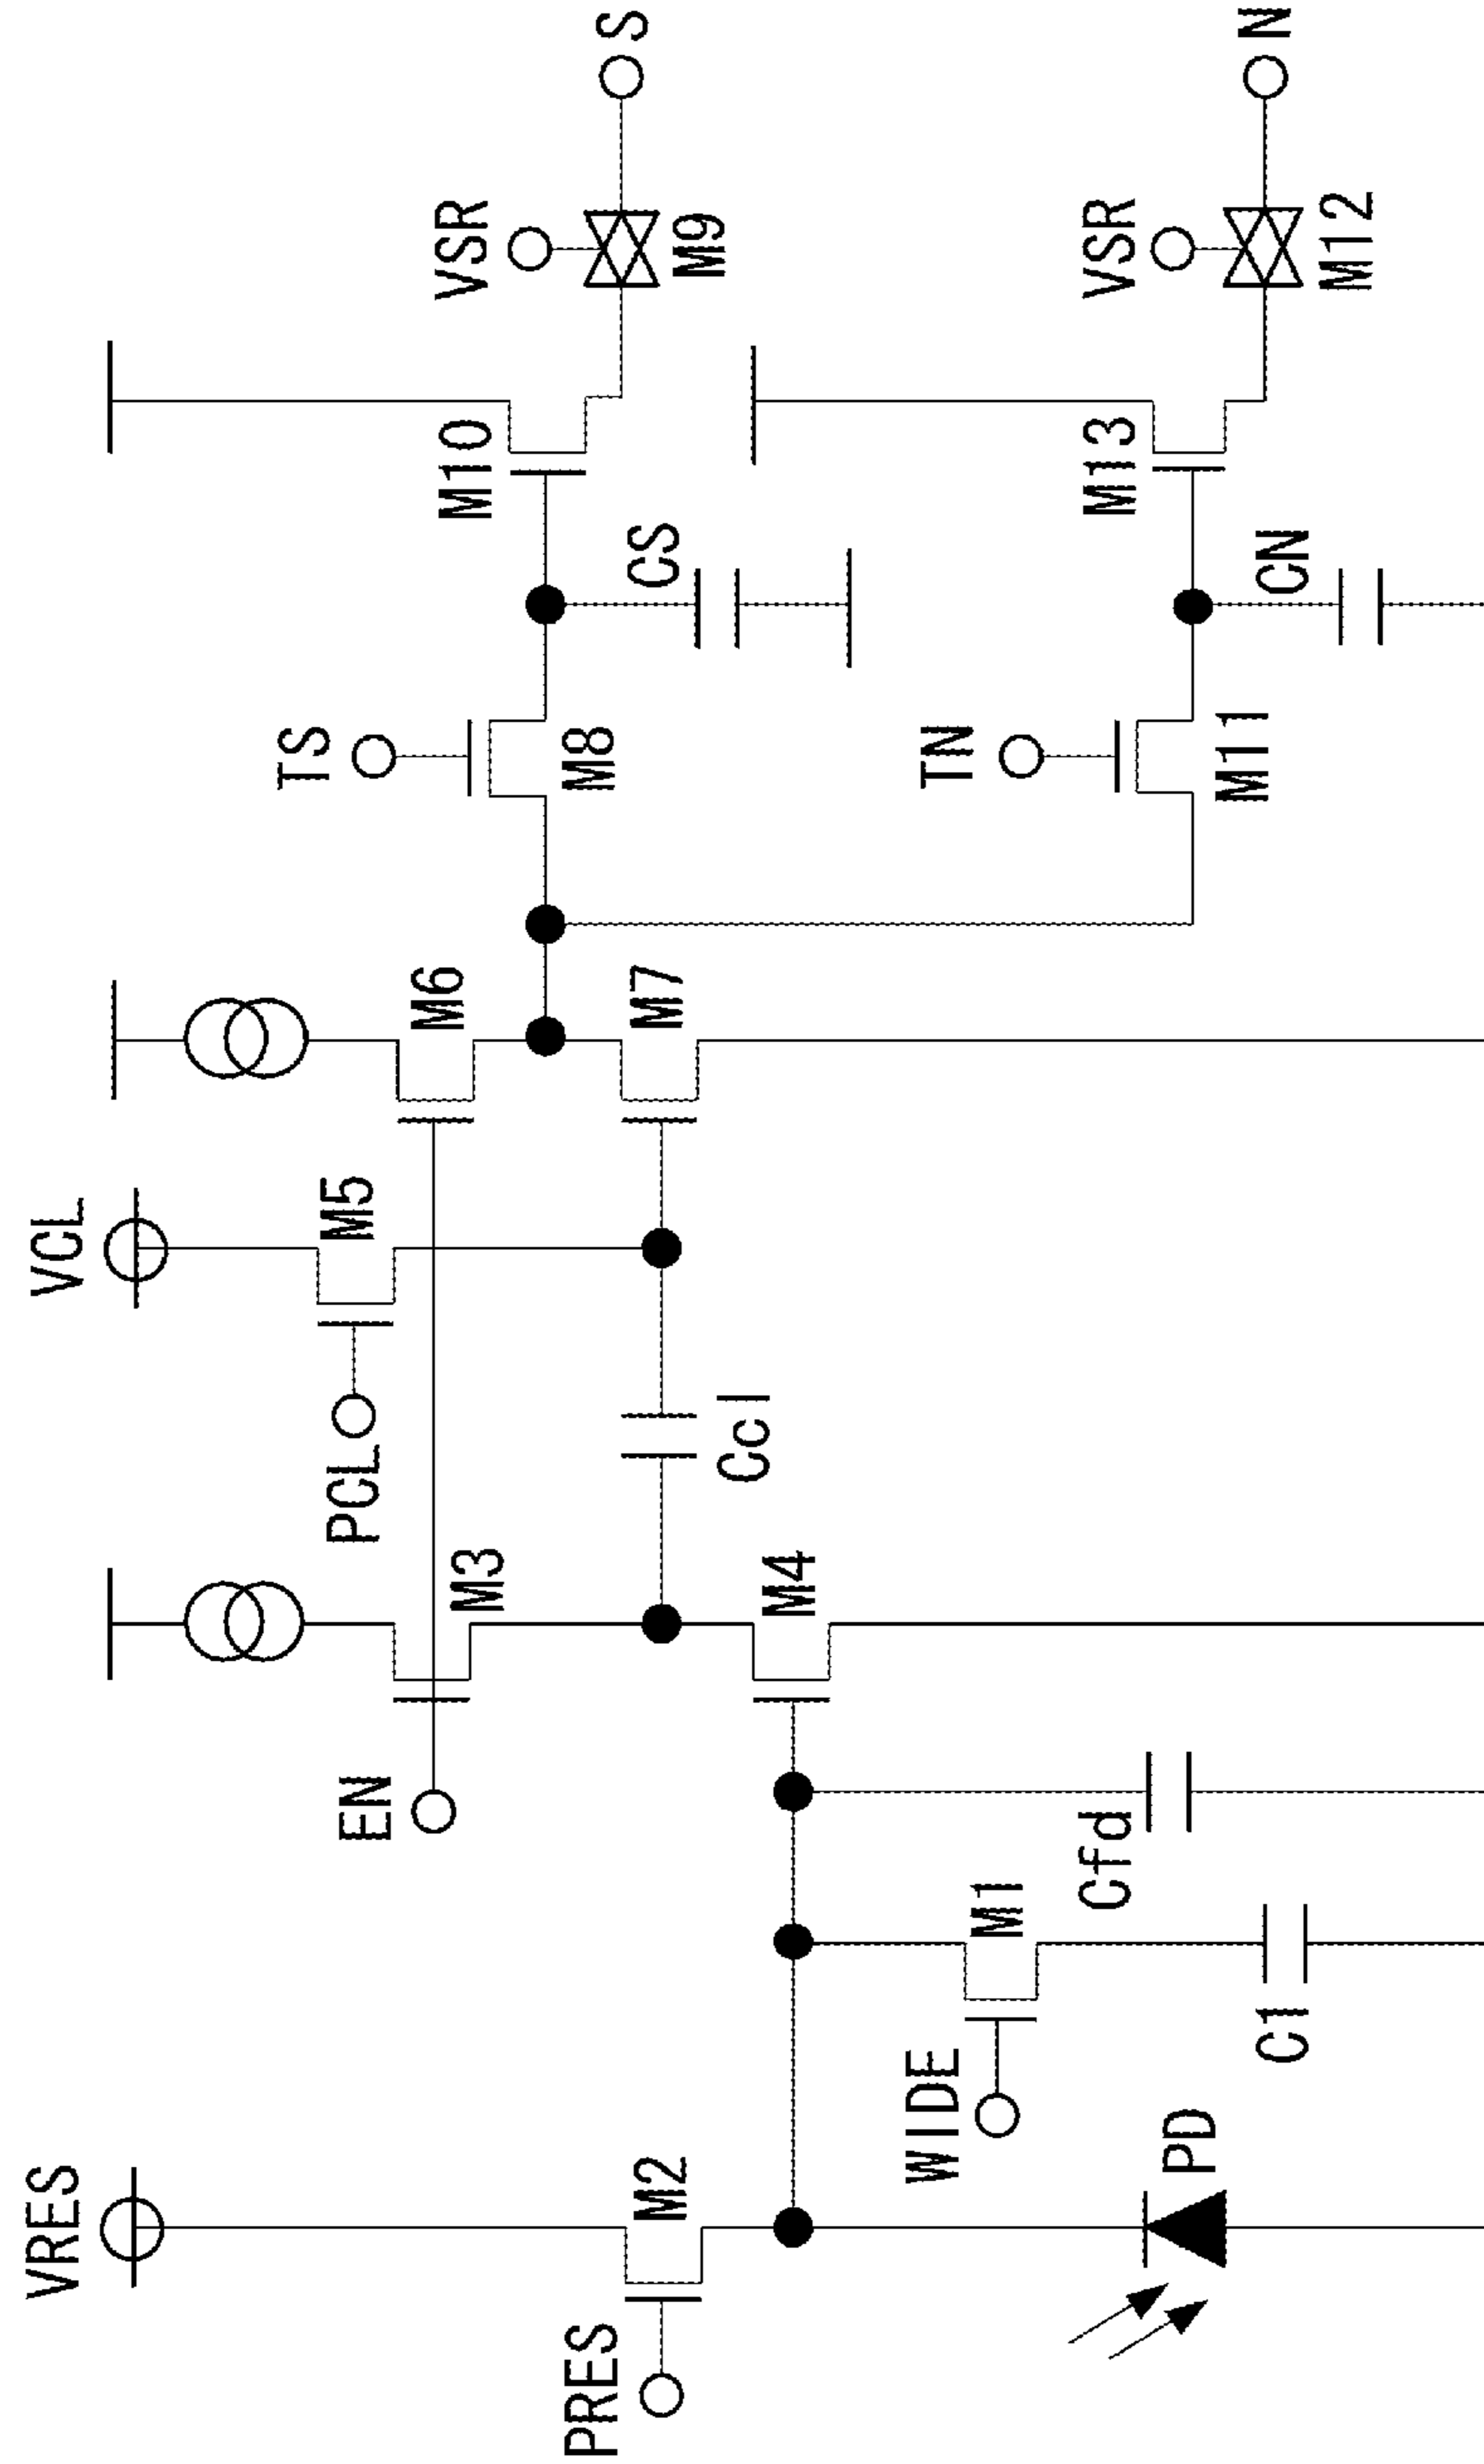 VRES
VCL
TS
PCL
M5
EN
M6
M10
VSR
M3
PRES
M8
S
M2
M7
CS
M9
Ccl
M4
WIDE
TN
M1
Cfd
M13
VSR
PD
M11
N
C1
CN
M12